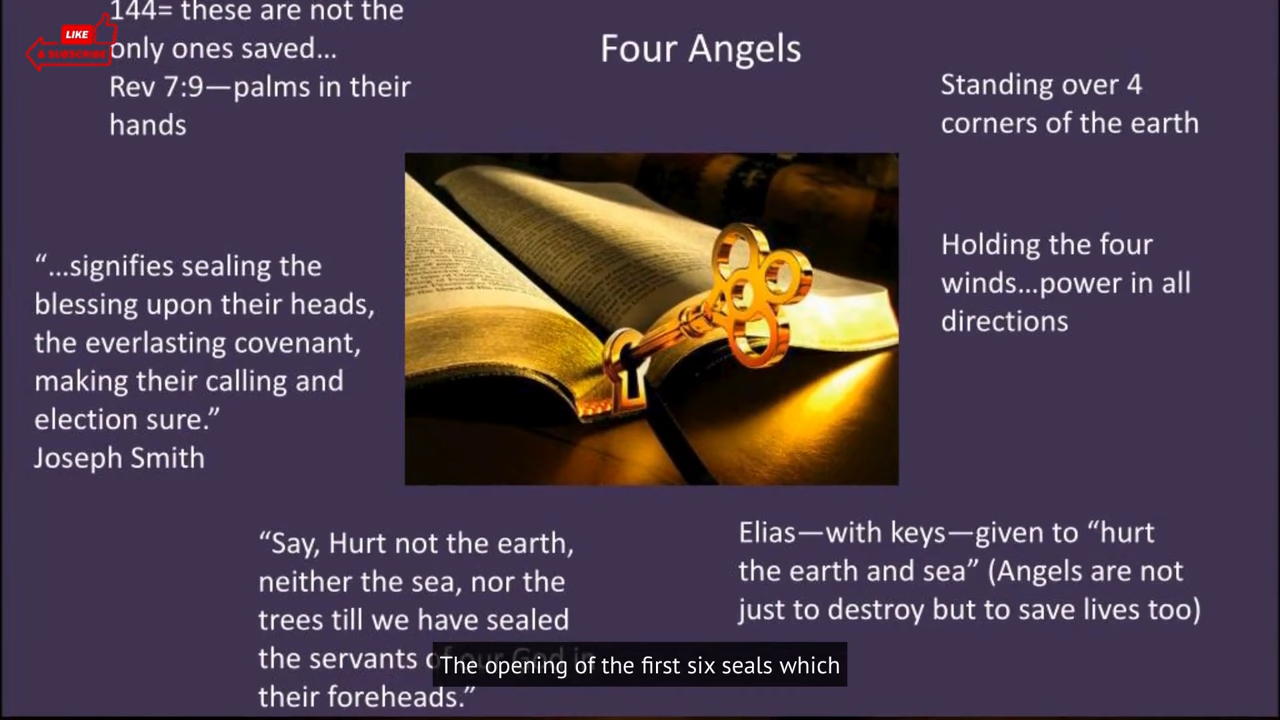 144= these are not the
only ones saved…
Rev 7:9—palms in their
hands
LIKE
& SUBSCRIBE
Four Angels
Standing over 4
corners of the earth
Holding the four
winds…power in all
directions
“…signifies sealing the
blessing upon their heads,
the everlasting covenant,
making their calling and
election sure.”
Joseph Smith
“Say, Hurt not the earth,
neither the sea, nor the
trees till we have sealed
the servants of our God in
their foreheads.”
Elias—with keys—given to “hurt
the earth and sea” (Angels are not
just to destroy but to save lives too)
The opening of the first six seals which